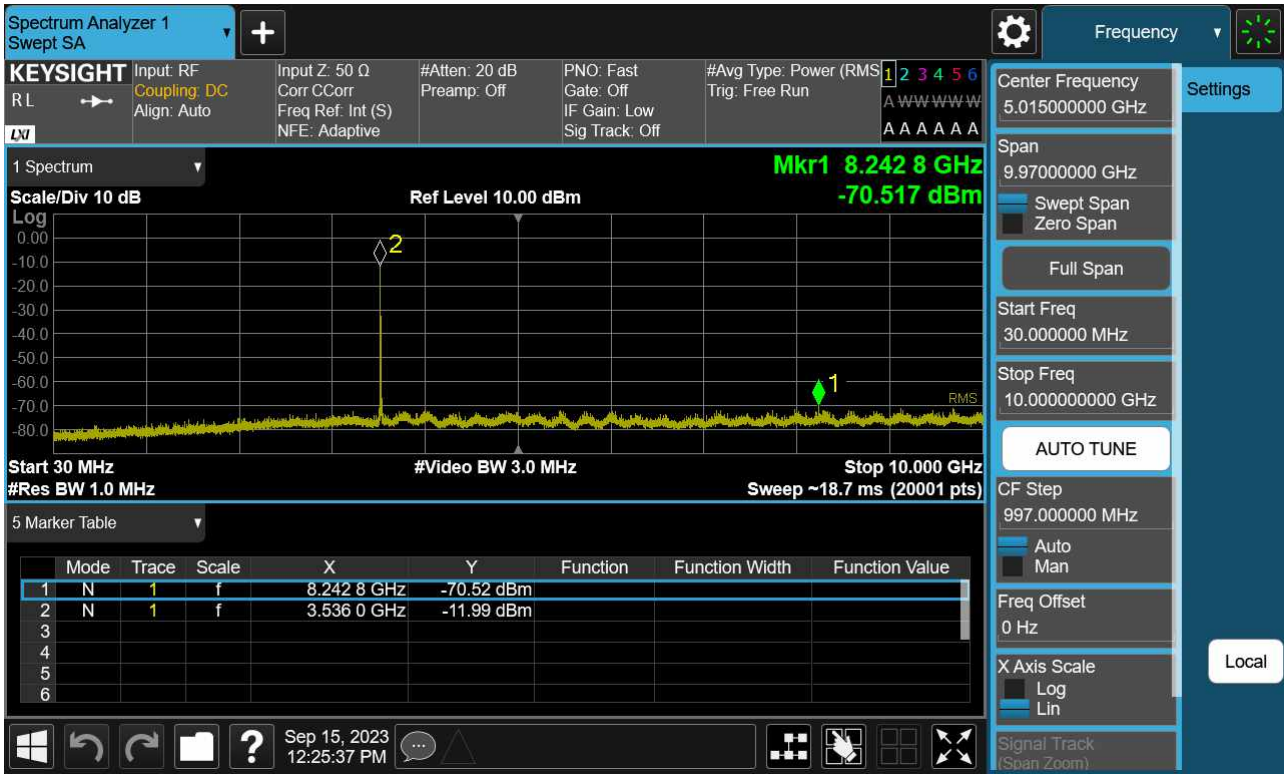 Spectrum Analyzer 1
Swept SA
+
Frequency
KEYSIGHT
RL
LXI
Input: RF
Coupling: DC
Align: Auto
Input Z: 50 Ω
Corr CCorr
Freq Ref: Int (S)
NFE: Adaptive
#Atten: 20 dB
Preamp: Off
PNO: Fast
Gate: Off
IF Gain: Low
Sig Track: Off
#Avg Type: Power (RMS
Trig: Free Run
1 2 3 4 5 6
A W W W W W
A A A A A A
1 Spectrum
Mkr1 8.242 8 GHz
-70.517 dBm
Scale/Div 10 dB
Ref Level 10.00 dBm
Log
0.00
-10.0
-20.0
-30.0
-40.0
-50.0
-60.0
-70.0
-80.0
2
1
RMS
Start 30 MHz
#Video BW 3.0 MHz
Stop 10.000 GHz
#Res BW 1.0 MHz
Sweep ~18.7 ms (20001 pts)
5 Marker Table
Mode Trace Scale X Y Function Function Width Function Value
1 N 1 f 8.242 8 GHz -70.52 dBm
2 N 1 f 3.536 0 GHz -11.99 dBm
3
4
5
6
Sep 15, 2023
12:25:37 PM
?
Center Frequency
5.015000000 GHz
Span
9.97000000 GHz
Swept Span
Zero Span
Full Span
Start Freq
30.000000 MHz
Stop Freq
10.000000000 GHz
AUTO TUNE
CF Step
997.000000 MHz
Auto
Man
Freq Offset
0 Hz
X Axis Scale
Log
Lin
Signal Track
(Span Zoom)
Settings
Local